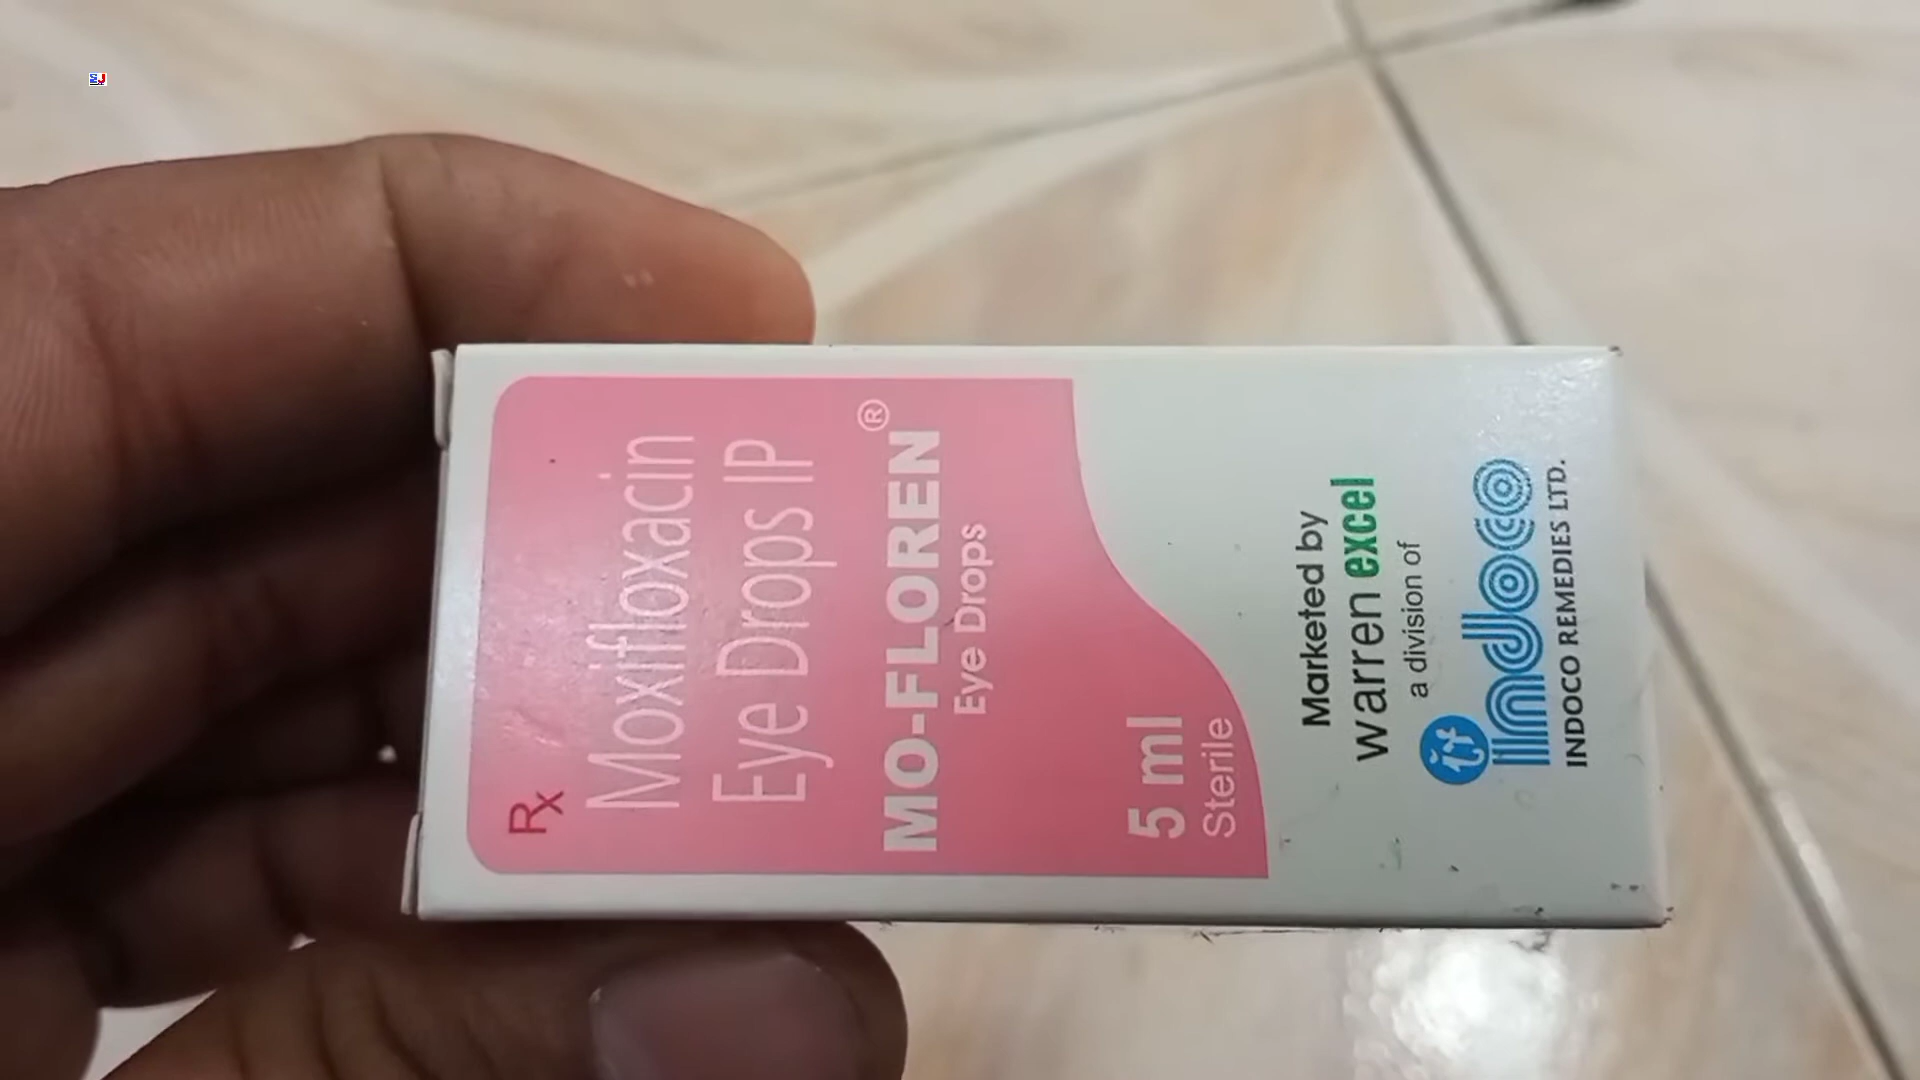 Rx
Moxifloxacin
Eye Drops IP
MO-FLOREN®
Eye Drops
5 ml
Sterile
Marketed by
warren excel
a division of
indoco
INDOCO REMEDIES LTD.